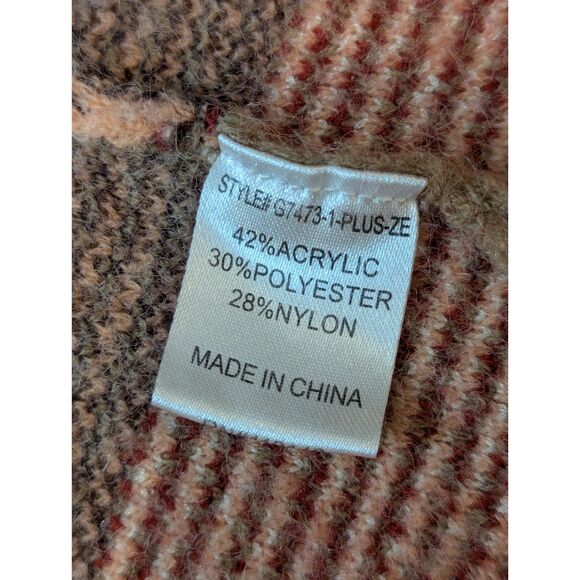 STYLE# G7473-1-PLUS-ZE
42%ACRYLIC
30%POLYESTER
28%NYLON
MADE IN CHINA